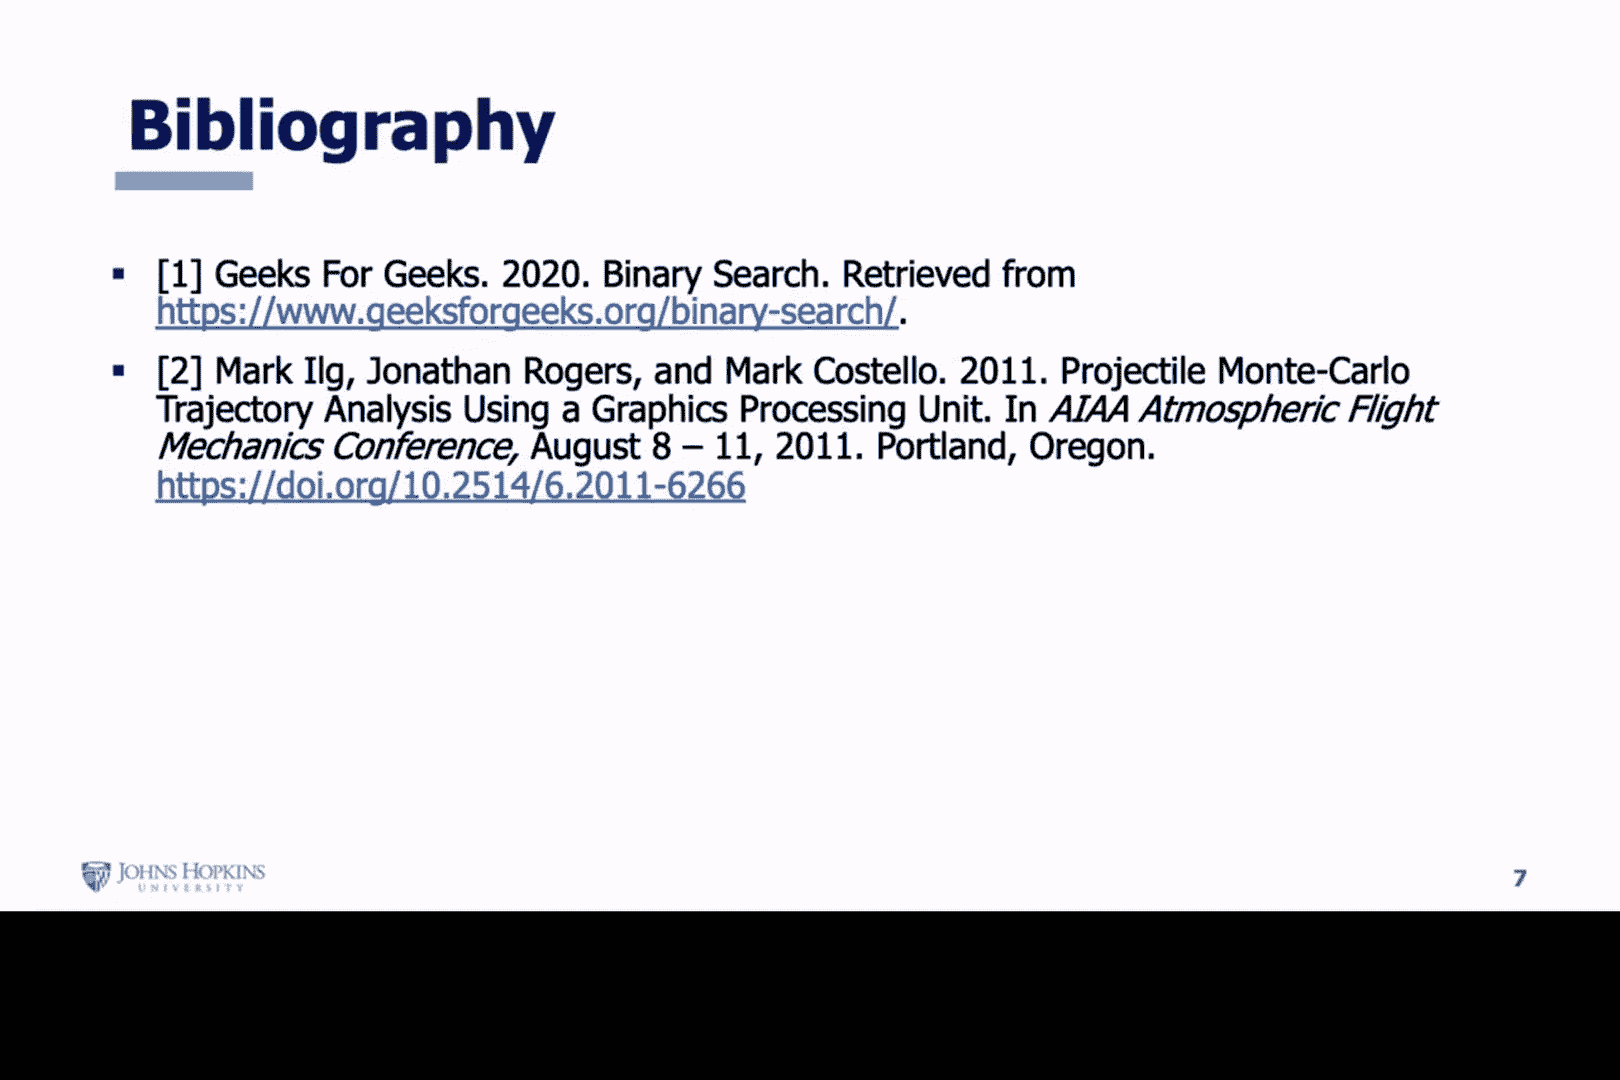 Bibliography
▪ [1] Geeks For Geeks. 2020. Binary Search. Retrieved from
https://www.geeksforgeeks.org/binary-search/.
▪ [2] Mark Ilg, Jonathan Rogers, and Mark Costello. 2011. Projectile Monte-Carlo
Trajectory Analysis Using a Graphics Processing Unit. In AIAA Atmospheric Flight
Mechanics Conference, August 8 – 11, 2011. Portland, Oregon.
https://doi.org/10.2514/6.2011-6266
JOHNS HOPKINS
UNIVERSITY
7